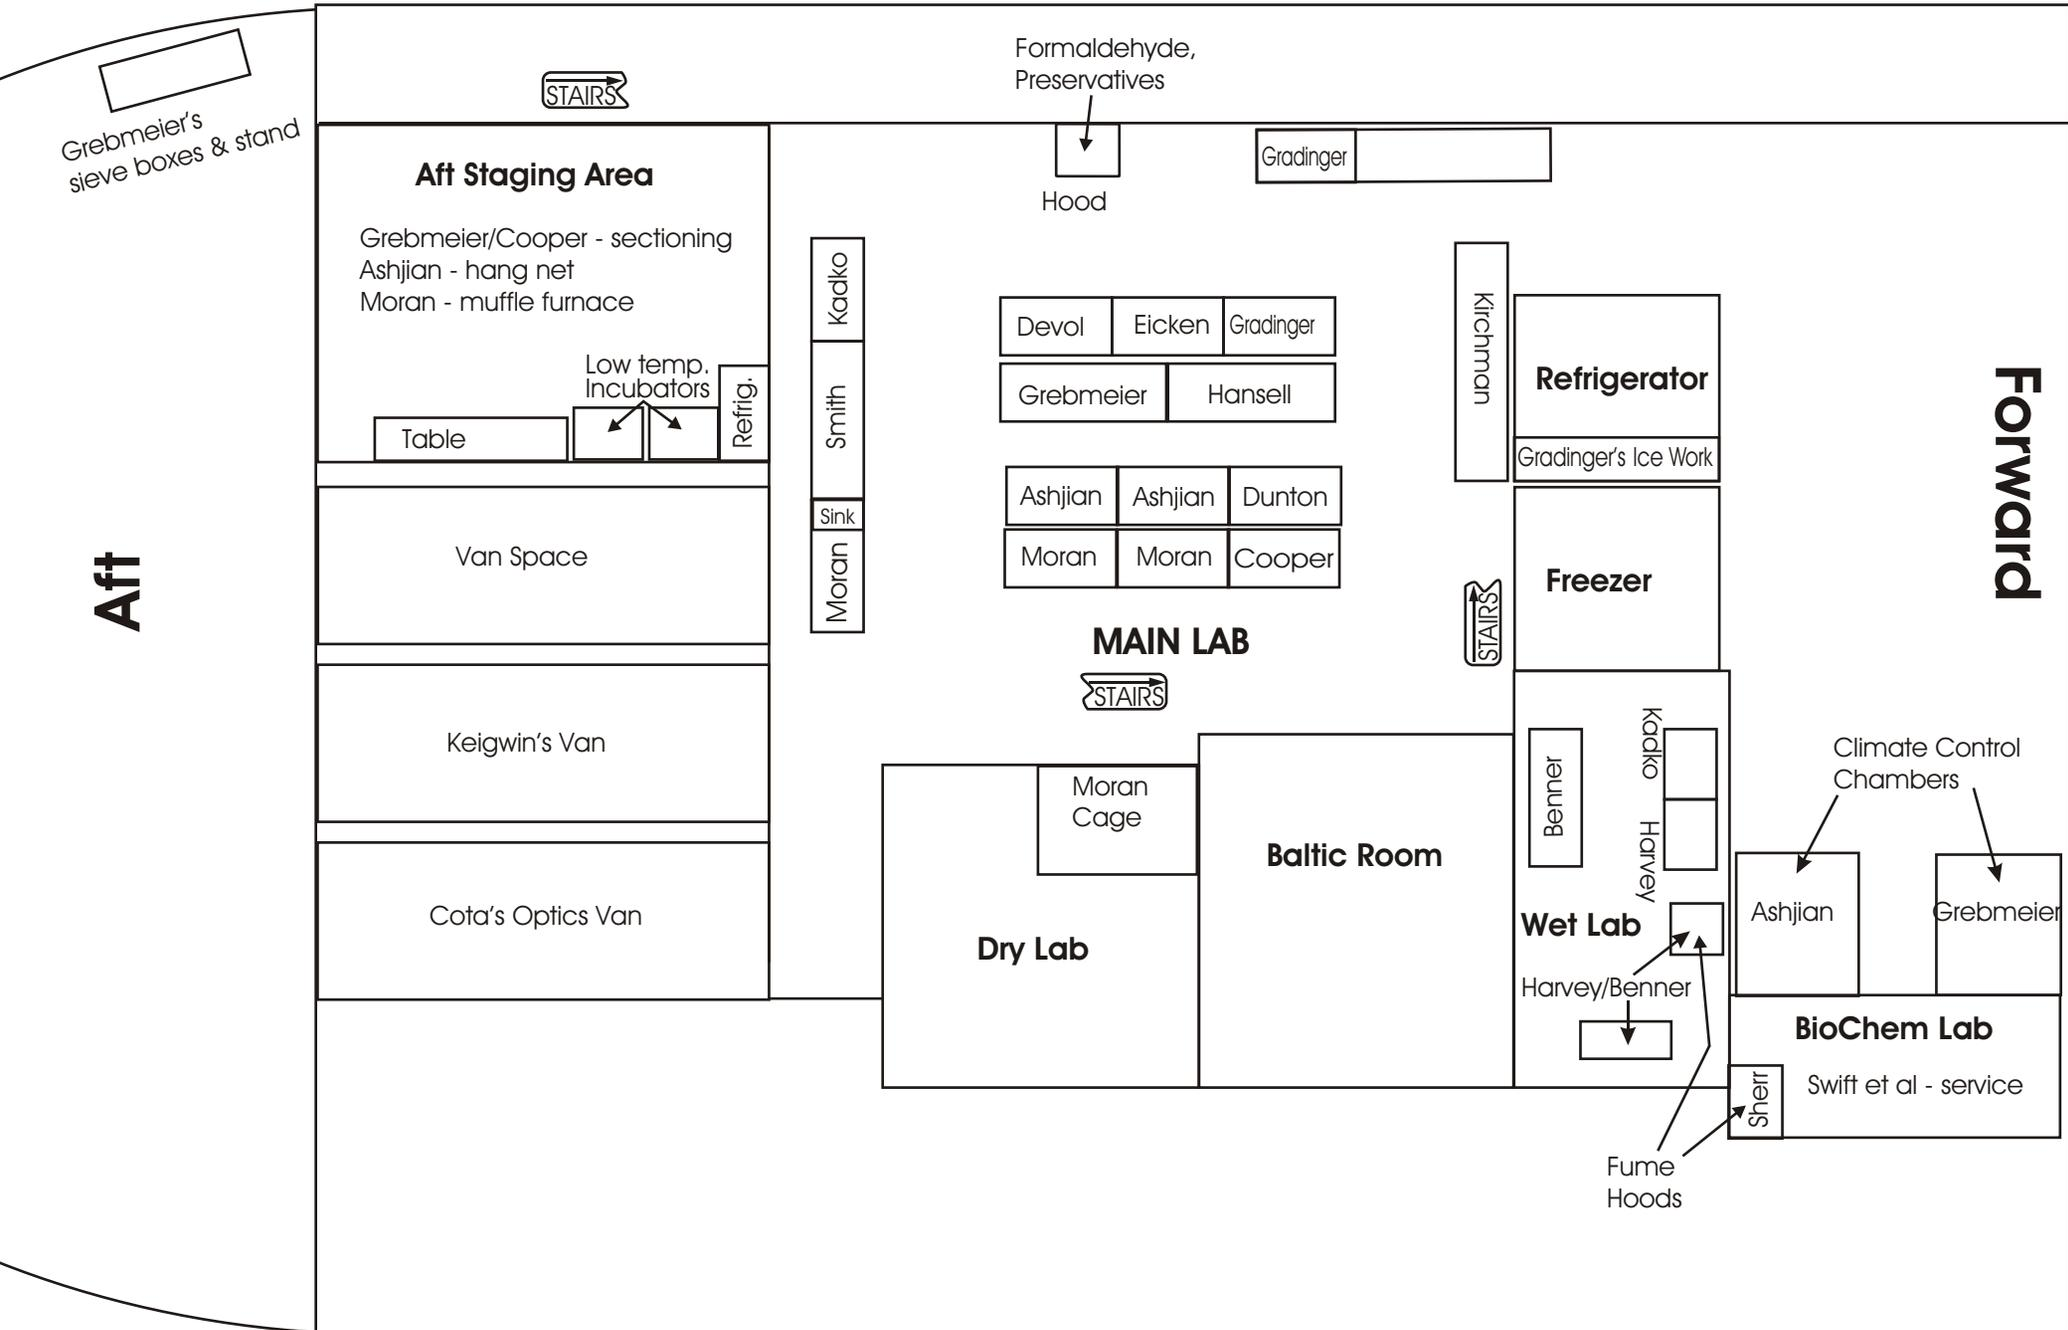 Grebmeier's
sieve boxes & stand
STAIRS
Formaldehyde,
Preservatives
Hood
Gradinger
Aft Staging Area
Grebmeier/Cooper - sectioning
Ashjian - hang net
Moran - muffle furnace
Low temp.
Incubators
Table
Refrig.
Kadko
Smith
Sink
Moran
Devol
Eicken
Gradinger
Grebmeier
Hansell
Ashjian
Ashjian
Dunton
Moran
Moran
Cooper
Kirchman
Refrigerator
Gradinger's Ice Work
Freezer
STAIRS
MAIN LAB
STAIRS
Aft
Forward
Van Space
Keigwin's Van
Cota's Optics Van
Moran
Cage
Dry Lab
Baltic Room
Benner
Kadko
Harvey
Wet Lab
Harvey/Benner
Climate Control
Chambers
Ashjian
Grebmeier
BioChem Lab
Swift et al - service
Sherr
Fume
Hoods